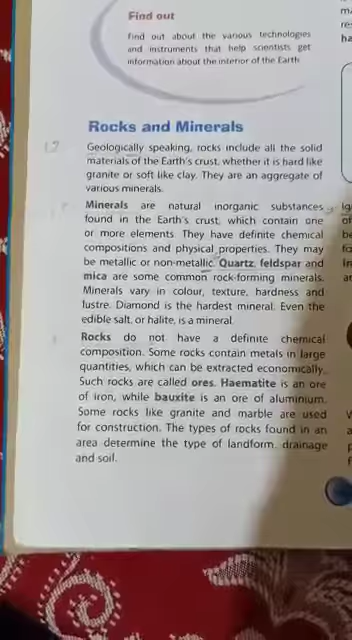 Find out
Find out about the various technologies
and instruments that help scientists get
information about the interior of the Earth.
Rocks and Minerals
Geologically speaking, rocks include all the solid
materials of the Earth's crust, whether it is hard like
granite or soft like clay. They are an aggregate of
various minerals.
Minerals are natural inorganic substances
found in the Earth's crust, which contain one
or more elements. They have definite chemical
compositions and physical properties. They may
be metallic or non-metallic. Quartz, feldspar and
mica are some common rock-forming minerals.
Minerals vary in colour, texture, hardness and
lustre. Diamond is the hardest mineral. Even the
edible salt, or halite, is a mineral.
Rocks do not have a definite chemical
composition. Some rocks contain metals in large
quantities, which can be extracted economically.
Such rocks are called ores. Haematite is an ore
of iron, while bauxite is an ore of aluminium.
Some rocks like granite and marble are used
for construction. The types of rocks found in an
area determine the type of landform, drainage
and soil.